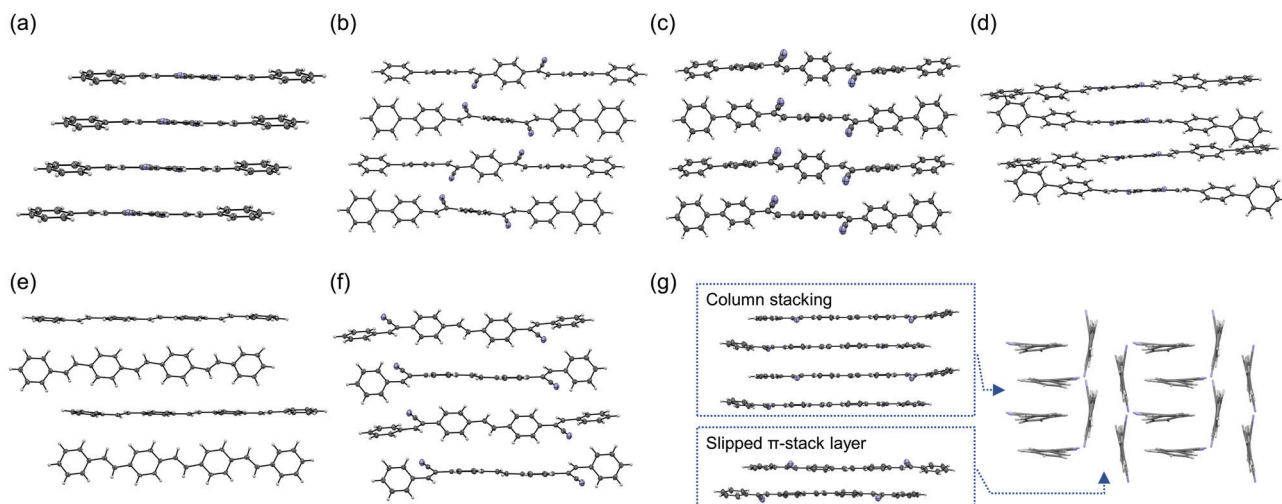 (a)
(b)
(c)
(d)
(e)
(f)
(g)
Column stacking
Slipped π-stack layer